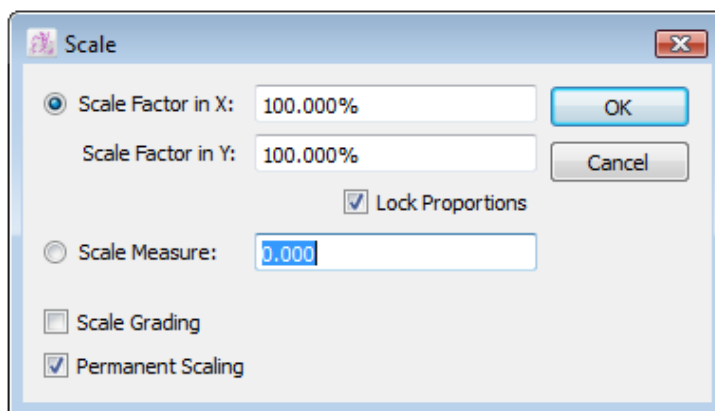 Scale
Scale Factor in X: 100.000% OK
Scale Factor in Y: 100.000% Cancel
Lock Proportions
Scale Measure: 0.000
Scale Grading
Permanent Scaling